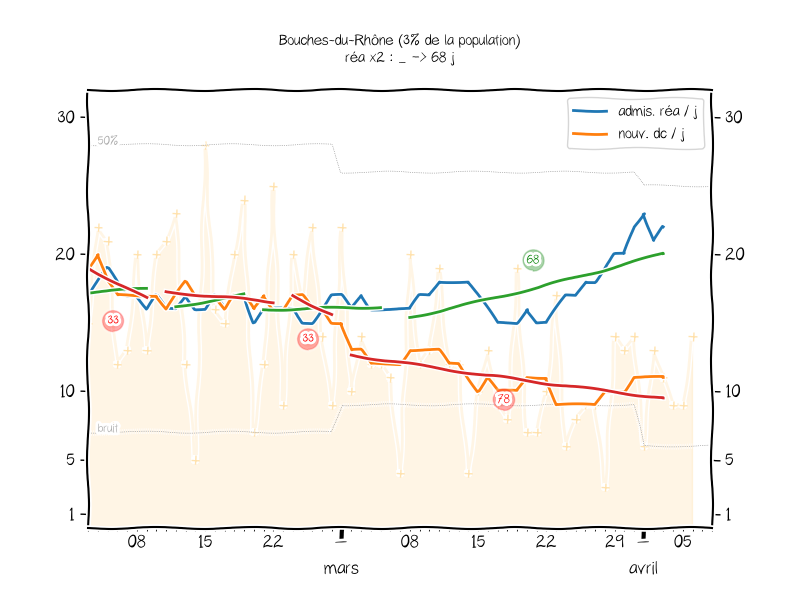 Bouches-du-Rhône (3% de la population)
réa x2 : _ -> 68 j
admis. réa / j
nouv. dc / j
30
30
50%
20
20
68
33
33
10
10
78
bruit
5
5
1
1
08 15 22 1 08 15 22 29 1 05
mars avril